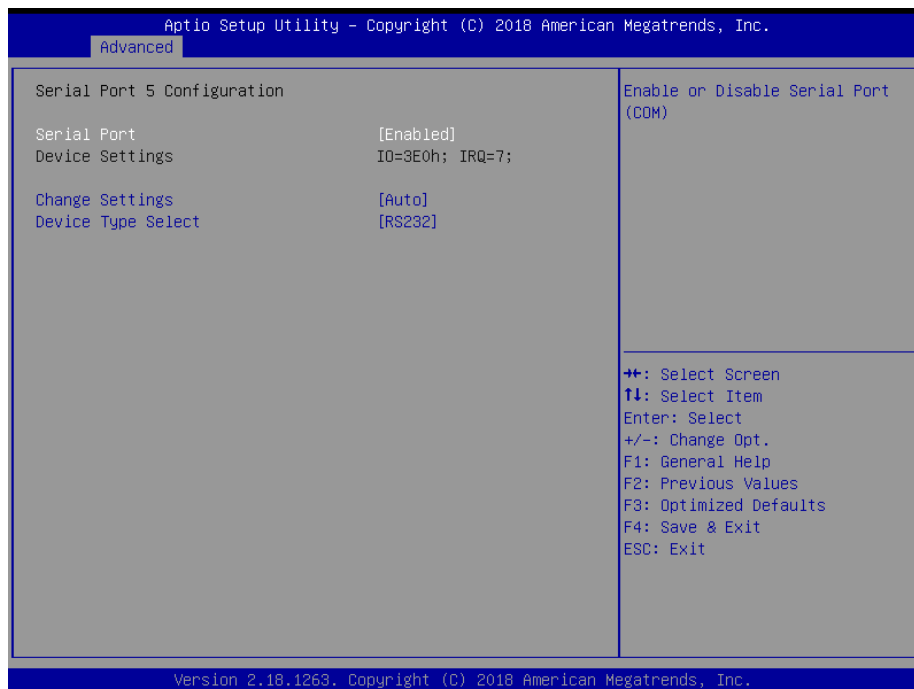 Aptio Setup Utility – Copyright (C) 2018 American Megatrends, Inc.
Advanced
Serial Port 5 Configuration
Serial Port [Enabled]
Device Settings IO=3E0h; IRQ=7;
Change Settings [Auto]
Device Type Select [RS232]
Enable or Disable Serial Port
(COM)
→←: Select Screen
↑↓: Select Item
Enter: Select
+/-: Change Opt.
F1: General Help
F2: Previous Values
F3: Optimized Defaults
F4: Save & Exit
ESC: Exit
Version 2.18.1263. Copyright (C) 2018 American Megatrends, Inc.